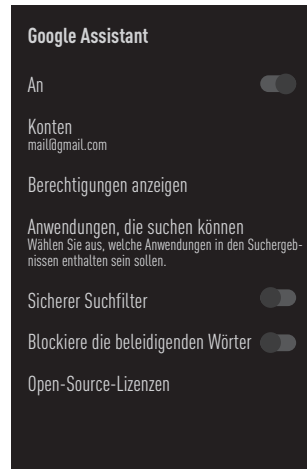 Google Assistant
An
Konten
mail@gmail.com
Berechtigungen anzeigen
Anwendungen, die suchen können
Wählen Sie aus, welche Anwendungen in den Suchergeb-
nissen enthalten sein sollen.
Sicherer Suchfilter
Blockiere die beleidigenden Wörter
Open-Source-Lizenzen